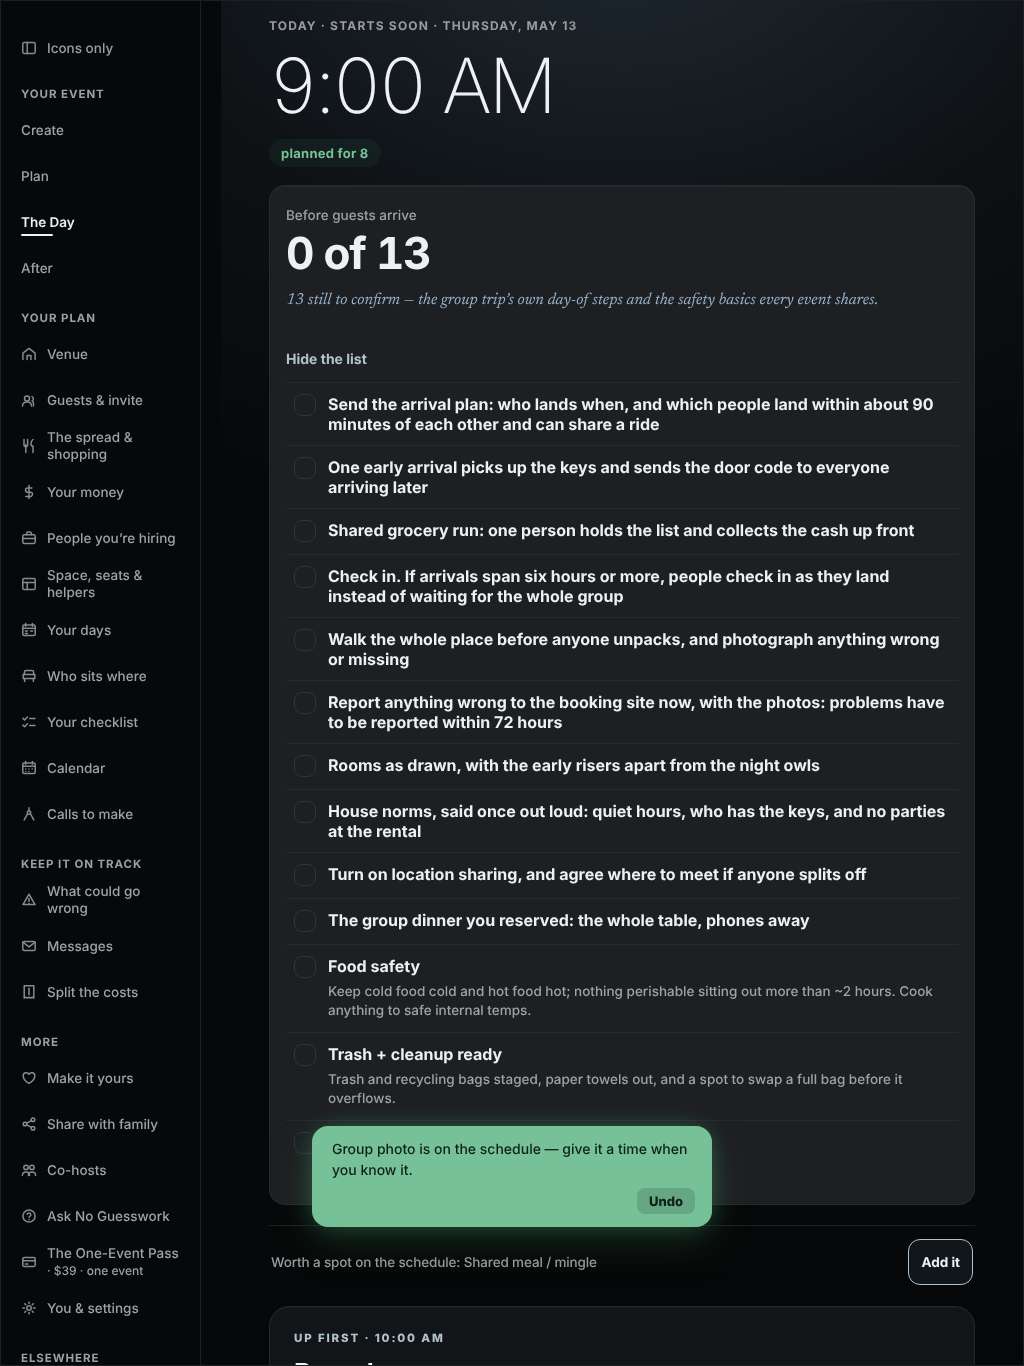 Icons only
YOUR EVENT
Create
Plan
The Day
After
YOUR PLAN
Venue
Guests & invite
The spread &
shopping
Your money
People you’re hiring
Space, seats &
helpers
Your days
Who sits where
Your checklist
Calendar
Calls to make
KEEP IT ON TRACK
What could go
wrong
Messages
Split the costs
MORE
Make it yours
Share with family
Co-hosts
Ask No Guesswork
The One-Event Pass
· $39 · one event
You & settings
ELSEWHERE
TODAY · STARTS SOON · THURSDAY, MAY 13
9:00 AM
planned for 8
Before guests arrive
0 of 13
13 still to confirm – the group trip’s own day-of steps and the safety basics every event shares.
Hide the list
Send the arrival plan: who lands when, and which people land within about 90
minutes of each other and can share a ride
One early arrival picks up the keys and sends the door code to everyone
arriving later
Shared grocery run: one person holds the list and collects the cash up front
Check in. If arrivals span six hours or more, people check in as they land
instead of waiting for the whole group
Walk the whole place before anyone unpacks, and photograph anything wrong
or missing
Report anything wrong to the booking site now, with the photos: problems have
to be reported within 72 hours
Rooms as drawn, with the early risers apart from the night owls
House norms, said once out loud: quiet hours, who has the keys, and no parties
at the rental
Turn on location sharing, and agree where to meet if anyone splits off
The group dinner you reserved: the whole table, phones away
Food safety
Keep cold food cold and hot food hot; nothing perishable sitting out more than ~2 hours. Cook
anything to safe internal temps.
Trash + cleanup ready
Trash and recycling bags staged, paper towels out, and a spot to swap a full bag before it
overflows.
Group photo is on the schedule — give it a time when
you know it.
Undo
Worth a spot on the schedule: Shared meal / mingle
Add it
UP FIRST · 10:00 AM